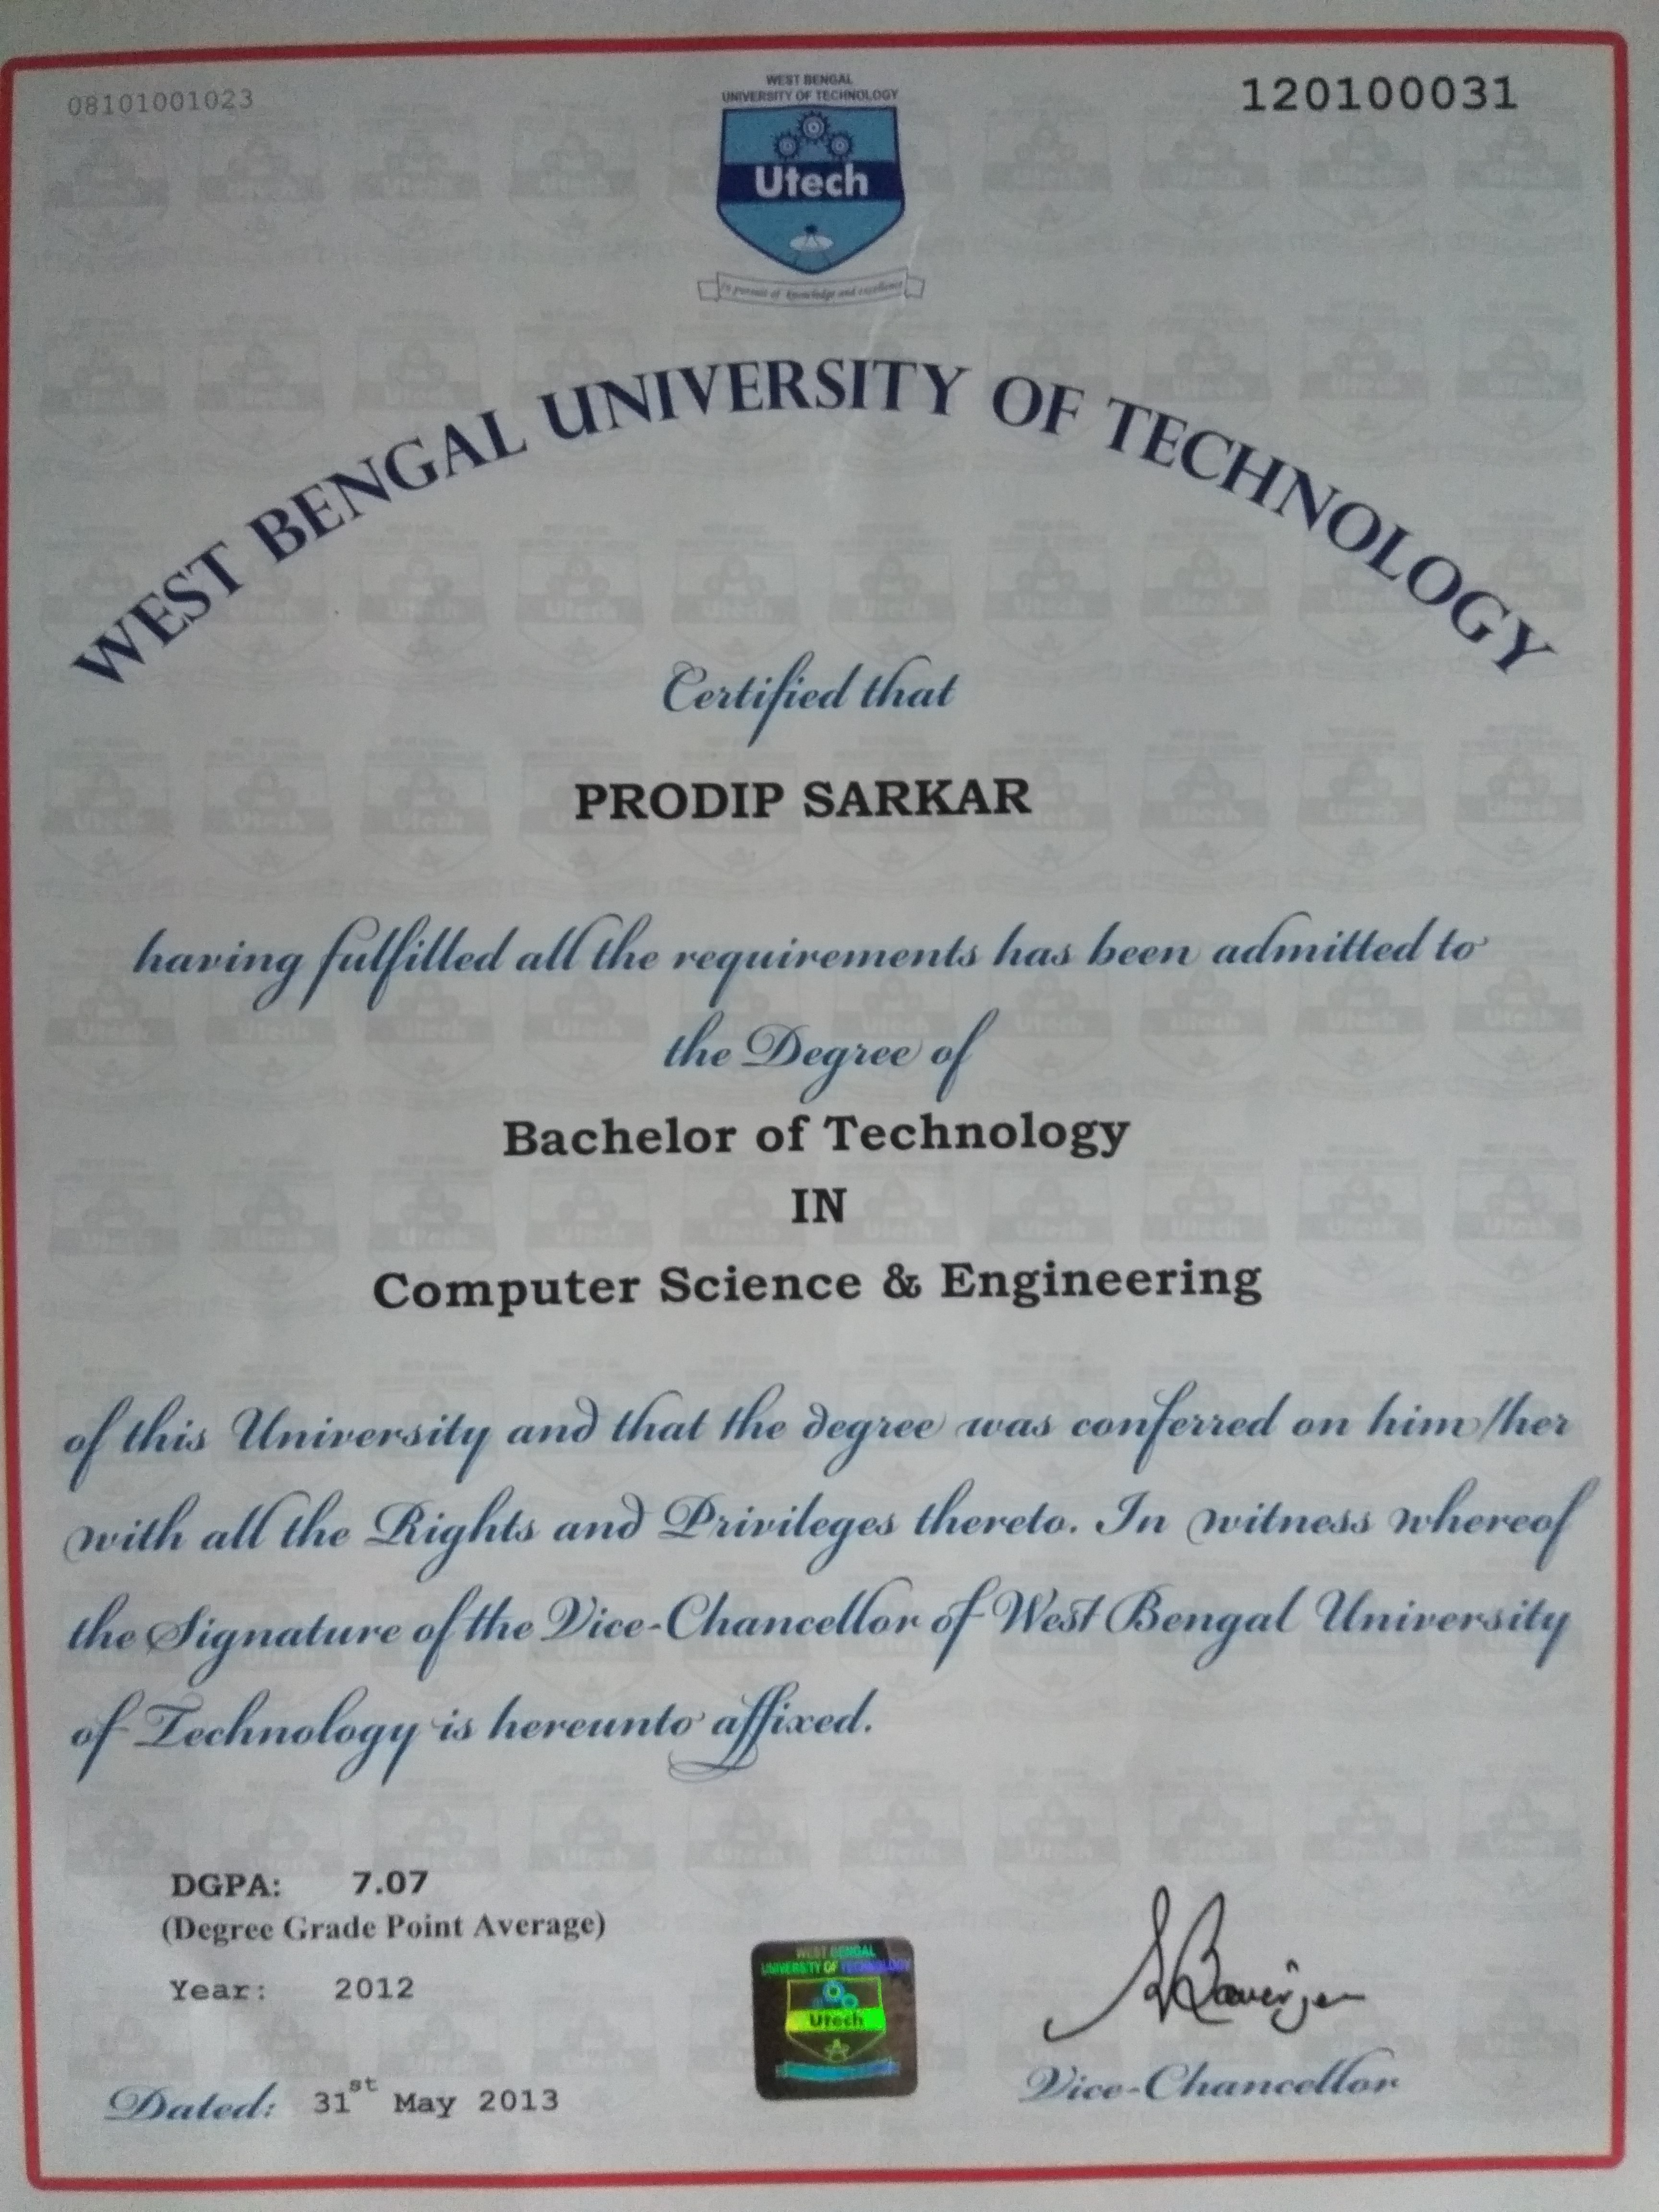 08101001023
120100031
WEST BENGAL
UNIVERSITY OF TECHNOLOGY
Utech
In pursuit of knowledge and excellence
WEST BENGAL UNIVERSITY OF TECHNOLOGY
Certified that
PRODIP SARKAR
having fulfilled all the requirements has been admitted to
the Degree of
Bachelor of Technology
IN
Computer Science & Engineering
of this University and that the degree was conferred on him/her
with all the Rights and Privileges thereto. In witness whereof
the Signature of the Vice-Chancellor of West Bengal University
of Technology is hereunto affixed.
DGPA: 7.07
(Degree Grade Point Average)
Year: 2012
WEST BENGAL
UNIVERSITY OF TECHNOLOGY
Utech
SBanerjee
Vice-Chancellor
Dated: 31st May 2013